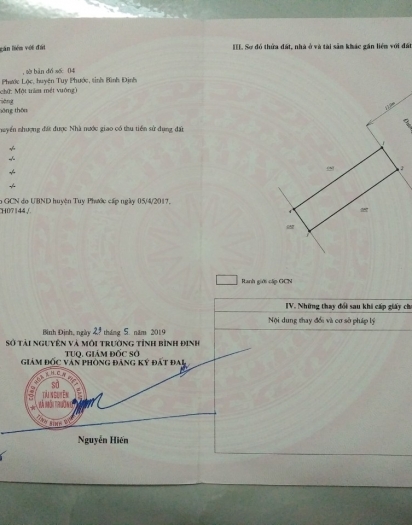 gắn liền với đất
, tờ bản đồ số: 04
Phước Lộc, huyện Tuy Phước, tỉnh Bình Định
chữ: Một trăm mét vuông)
riêng
nông thôn
chuyển nhượng đất được Nhà nước giao có thu tiền sử dụng đất
-/-
-/-
-/-
-/-
GCN do UBND huyện Tuy Phước cấp ngày 05/4/2017,
CH07144./.
Bình Định, ngày 21 tháng 5 năm 2019
SỞ TÀI NGUYÊN VÀ MÔI TRƯỜNG TỈNH BÌNH ĐỊNH
TUQ. GIÁM ĐỐC SỞ
GIÁM ĐỐC VĂN PHÒNG ĐĂNG KÝ ĐẤT ĐAI
SỞ
TÀI NGUYÊN
VÀ MÔI TRƯỜNG
Nguyễn Hiến
III. Sơ đồ thửa đất, nhà ở và tài sản khác gắn liền với đất
Đường
Ranh giới cấp GCN
IV. Những thay đổi sau khi cấp giấy ch
Nội dung thay đổi và cơ sở pháp lý